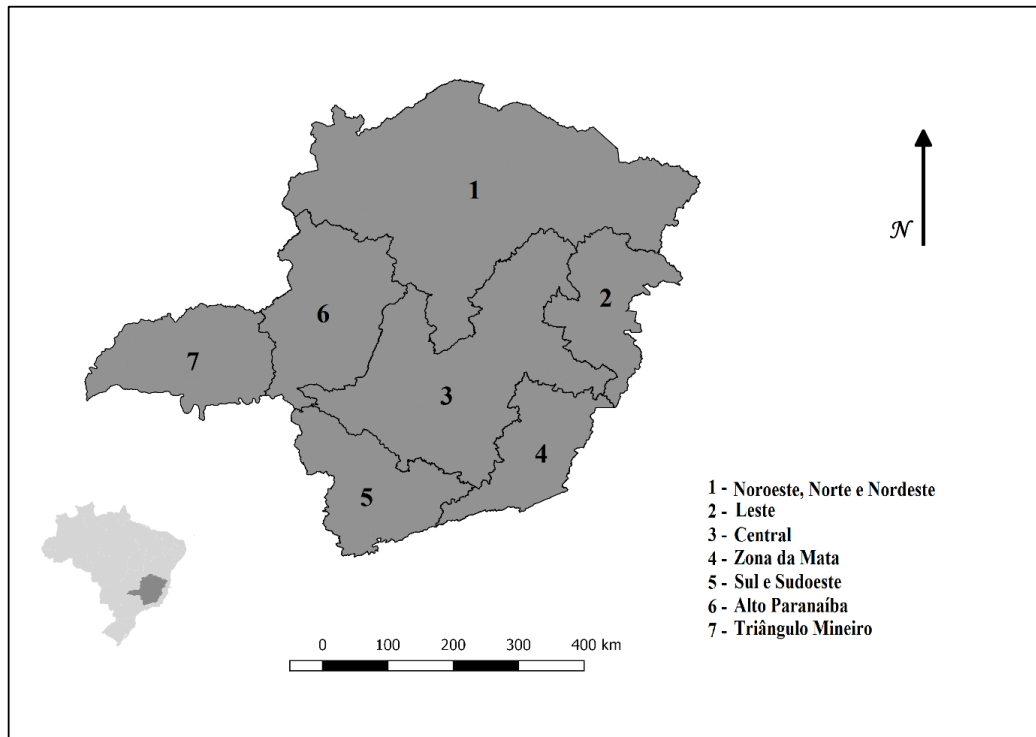 1
N
2
6
7
3
4
5
1 - Noroeste, Norte e Nordeste
2 - Leste
3 - Central
4 - Zona da Mata
5 - Sul e Sudoeste
6 - Alto Paranaíba
7 - Triângulo Mineiro
0 100 200 300 400 km